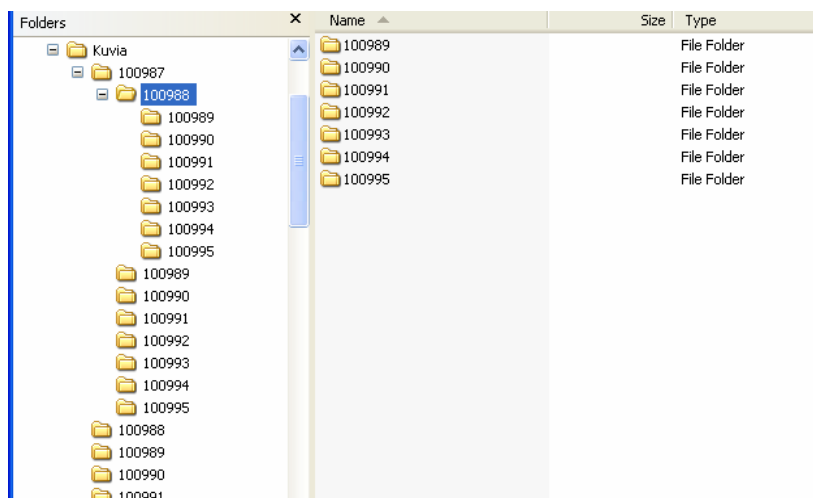 Folders
Kuvia
100987
100988
100989
100990
100991
100992
100993
100994
100995
100989
100990
100991
100992
100993
100994
100995
100988
100989
100990
100991
Name Size Type
100989 File Folder
100990 File Folder
100991 File Folder
100992 File Folder
100993 File Folder
100994 File Folder
100995 File Folder